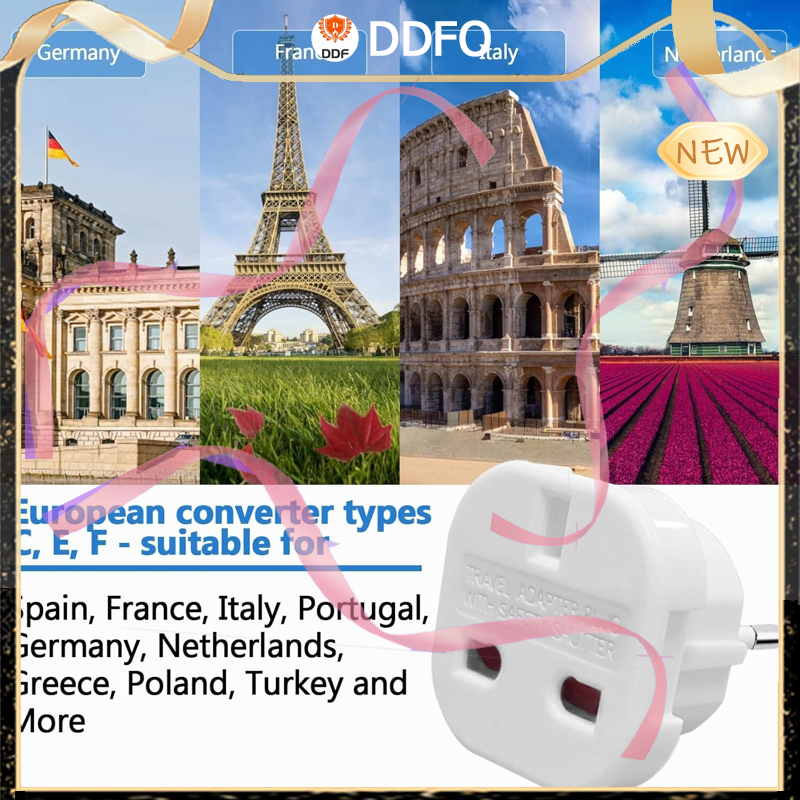 DDFQ
DDF
Germany
France
Italy
Netherlands
NEW
European converter types
C, E, F - suitable for
Spain, France, Italy, Portugal,
Germany, Netherlands,
Greece, Poland, Turkey and
More
TRAVEL ADAPTER PLUG
WITH SAFETY SHUTTER